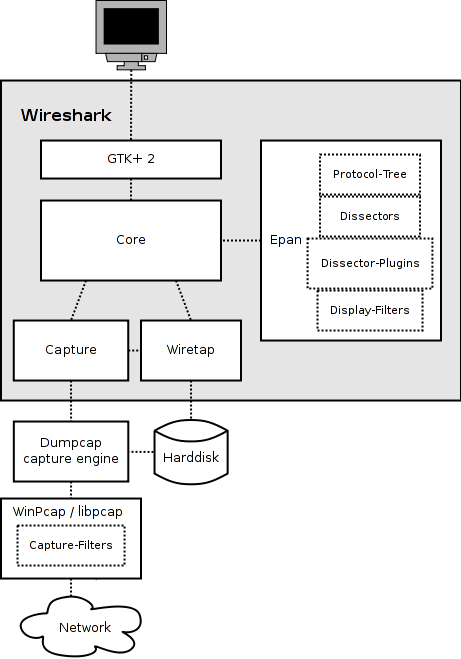 Wireshark
GTK+ 2
Core
Epan
Protocol-Tree
Dissectors
Dissector-Plugins
Display-Filters
Capture
Wiretap
Dumpcap
capture engine
Harddisk
WinPcap / libpcap
Capture-Filters
Network